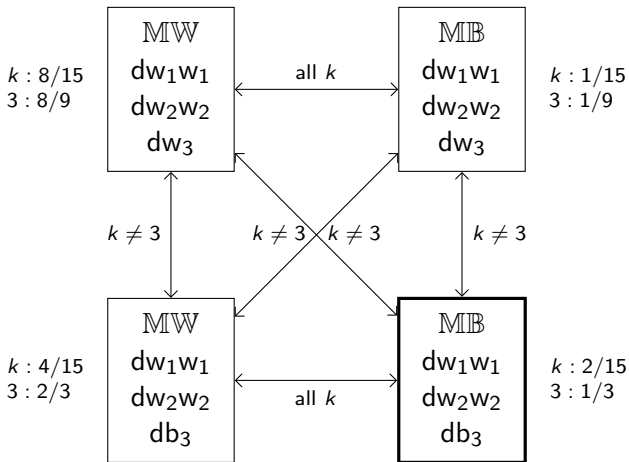 𝕄𝕎
dw₁w₁
dw₂w₂
dw₃
k : 8/15
3 : 8/9
all k
𝕄𝔹
dw₁w₁
dw₂w₂
dw₃
k : 1/15
3 : 1/9
k ≠ 3
k ≠ 3
k ≠ 3
k ≠ 3
𝕄𝕎
dw₁w₁
dw₂w₂
db₃
k : 4/15
3 : 2/3
all k
𝕄𝔹
dw₁w₁
dw₂w₂
db₃
k : 2/15
3 : 1/3